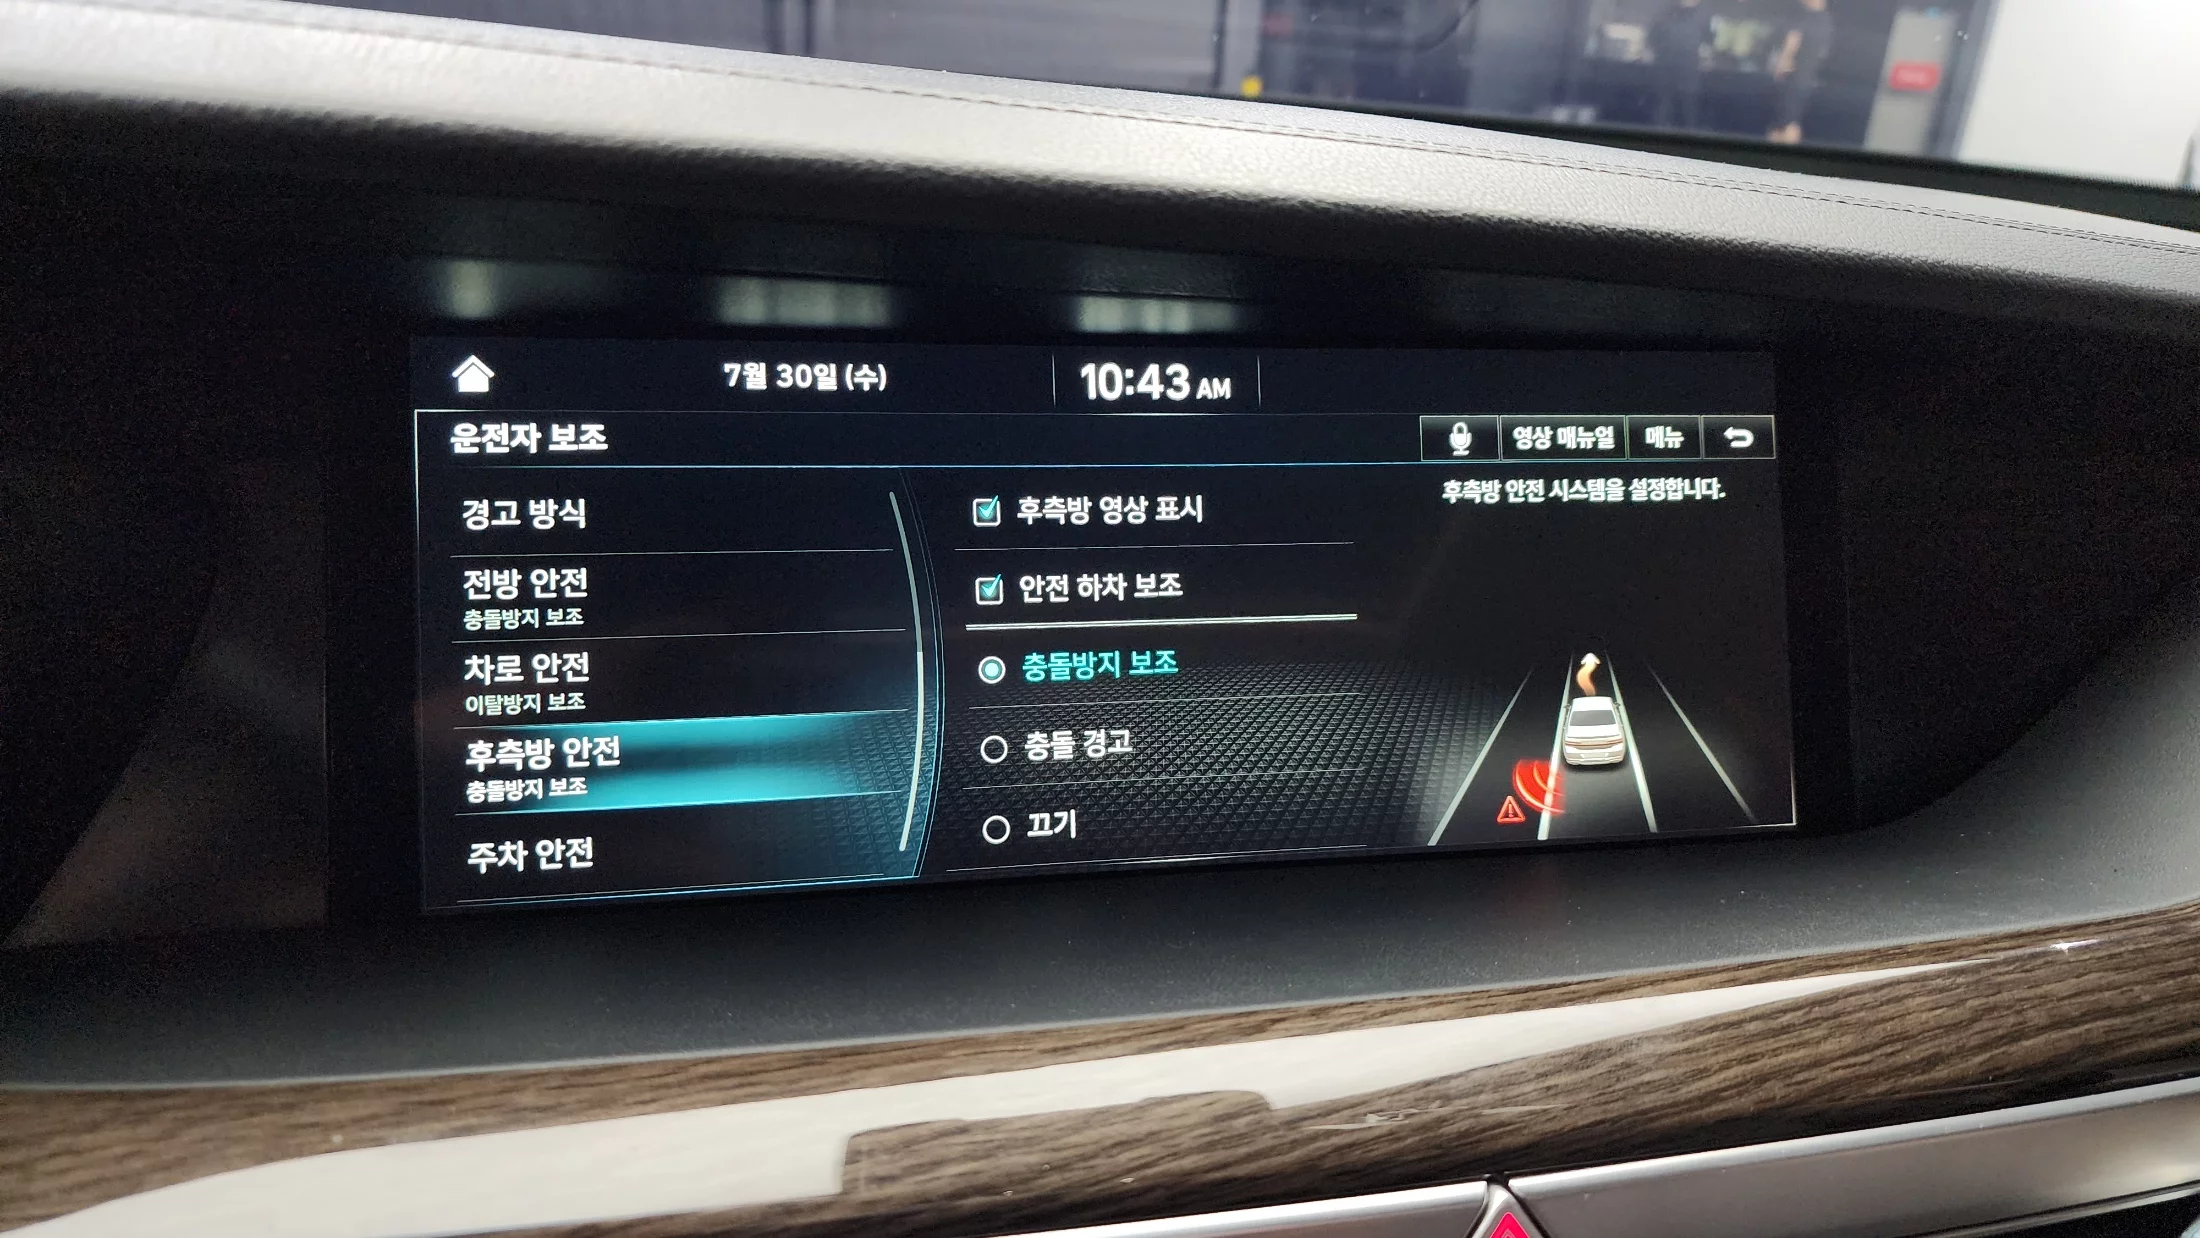 7월 30일 (수)
10:43 AM
운전자 보조
영상 매뉴얼
메뉴
경고 방식
전방 안전
충돌방지 보조
차로 안전
이탈방지 보조
후측방 안전
충돌방지 보조
주차 안전
후측방 영상 표시
안전 하차 보조
충돌방지 보조
충돌 경고
끄기
후측방 안전 시스템을 설정합니다.